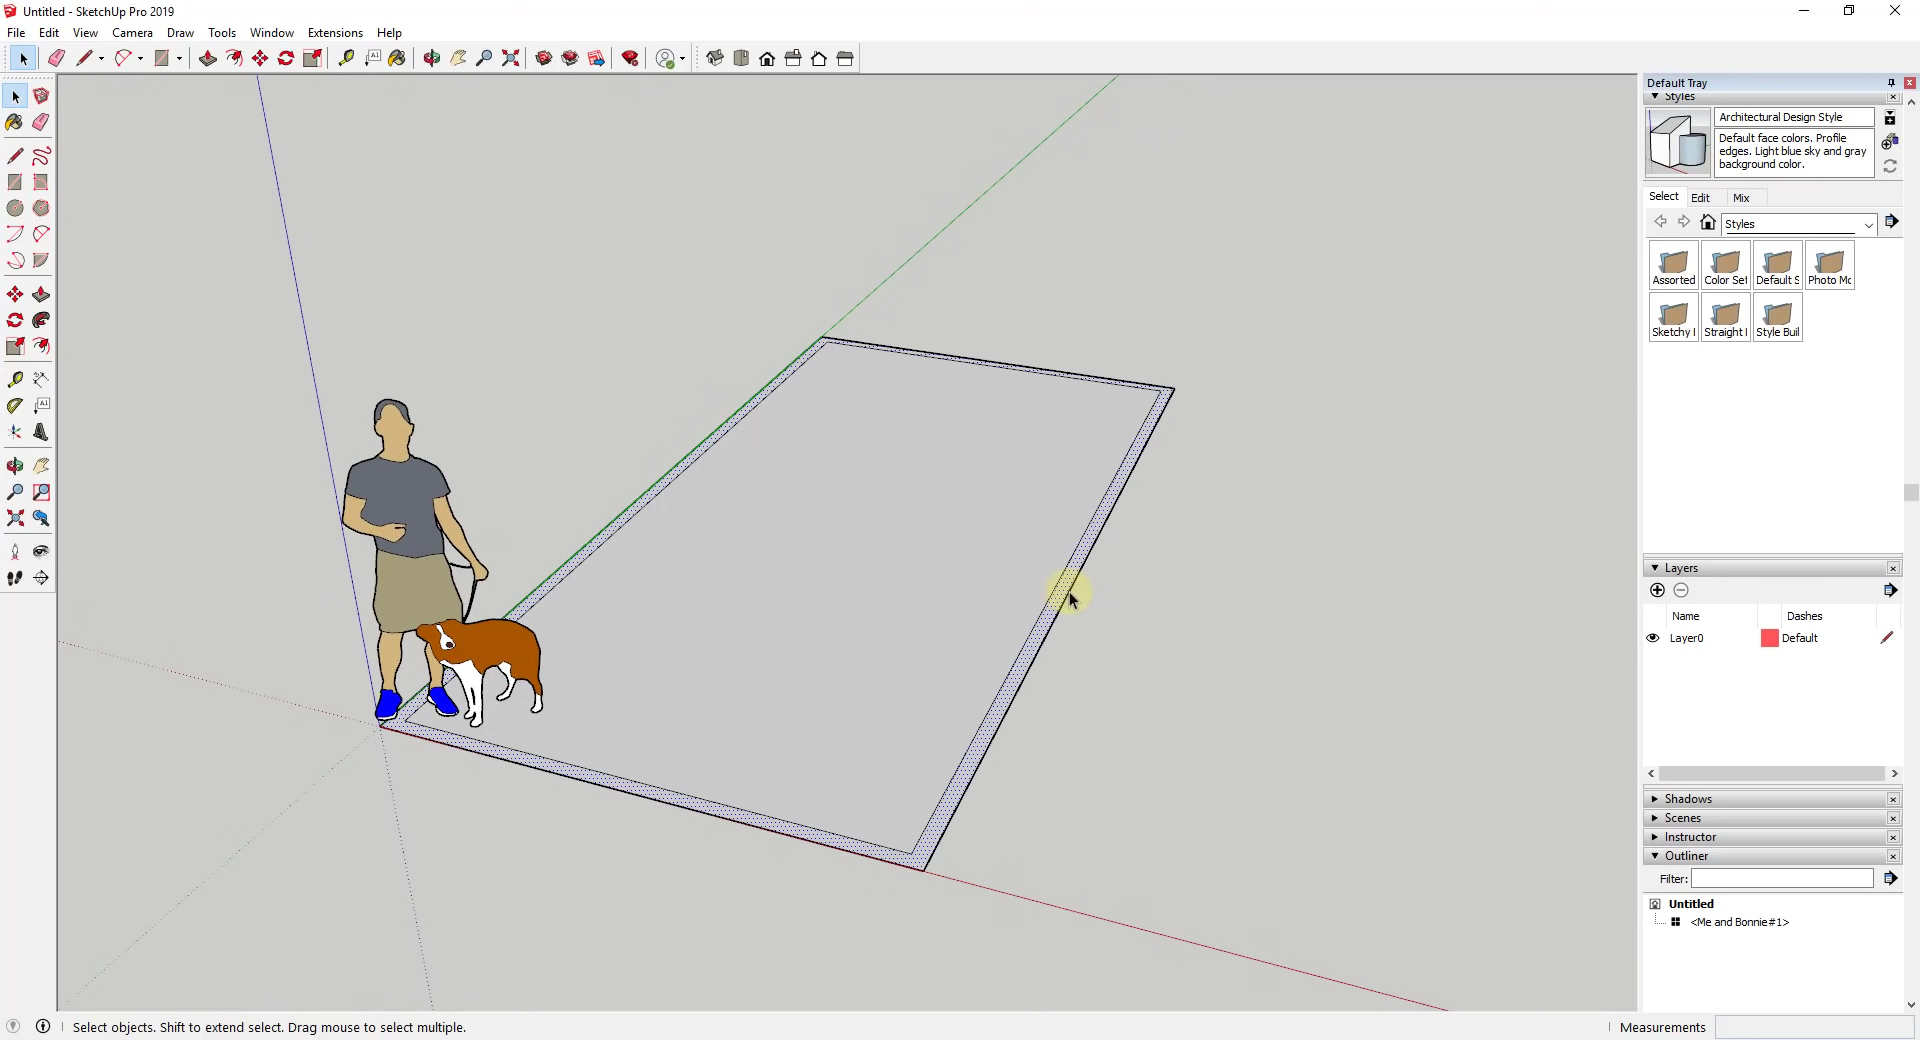 Untitled - SketchUp Pro 2019
File Edit View Camera Draw Tools Window Extensions Help
Default Tray
Styles
Architectural Design Style
Default face colors. Profile
edges. Light blue sky and gray
background color.
Select Edit Mix
Styles
Assorted Color Set Default S Photo Mo
Sketchy E Straight L Style Buil
Layers
Name Dashes
Layer0 Default
Shadows
Scenes
Instructor
Outliner
Filter:
Untitled
<Me and Bonnie#1>
Select objects. Shift to extend select. Drag mouse to select multiple.
Measurements